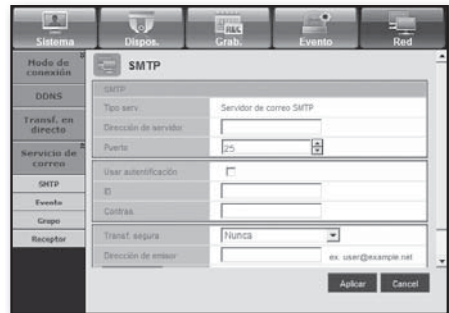 Sistema Dispos. Grab. Evento Red
REC
Modo de conexión
DDNS
Transf. en directo
Servicio de correo
SMTP
Evento
Grupo
Receptor
SMTP
SMTP
Tipo serv. Servidor de correo SMTP
Dirección de servidor
Puerto 25
Usar autentificación
ID
Contras.
Transf. segura Nunca
Dirección de emisor ex. user@example.net
Aplicar Cancel